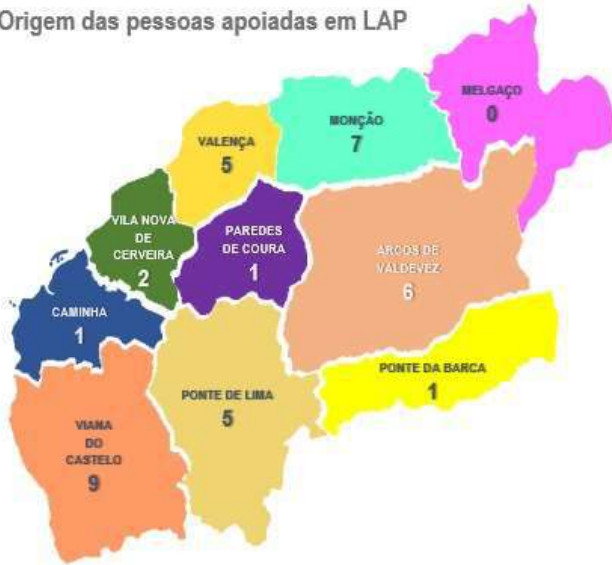 Origem das pessoas apoiadas em LAP
MELGAÇO
0
MONÇÃO
7
VALENÇA
5
VILA NOVA
DE
CERVEIRA
2
PAREDES
DE COURA
1
ARCOS DE
VALDEVEZ
6
CAMINHA
1
PONTE DA BARCA
1
PONTE DE LIMA
5
VIANA
DO
CASTELO
9